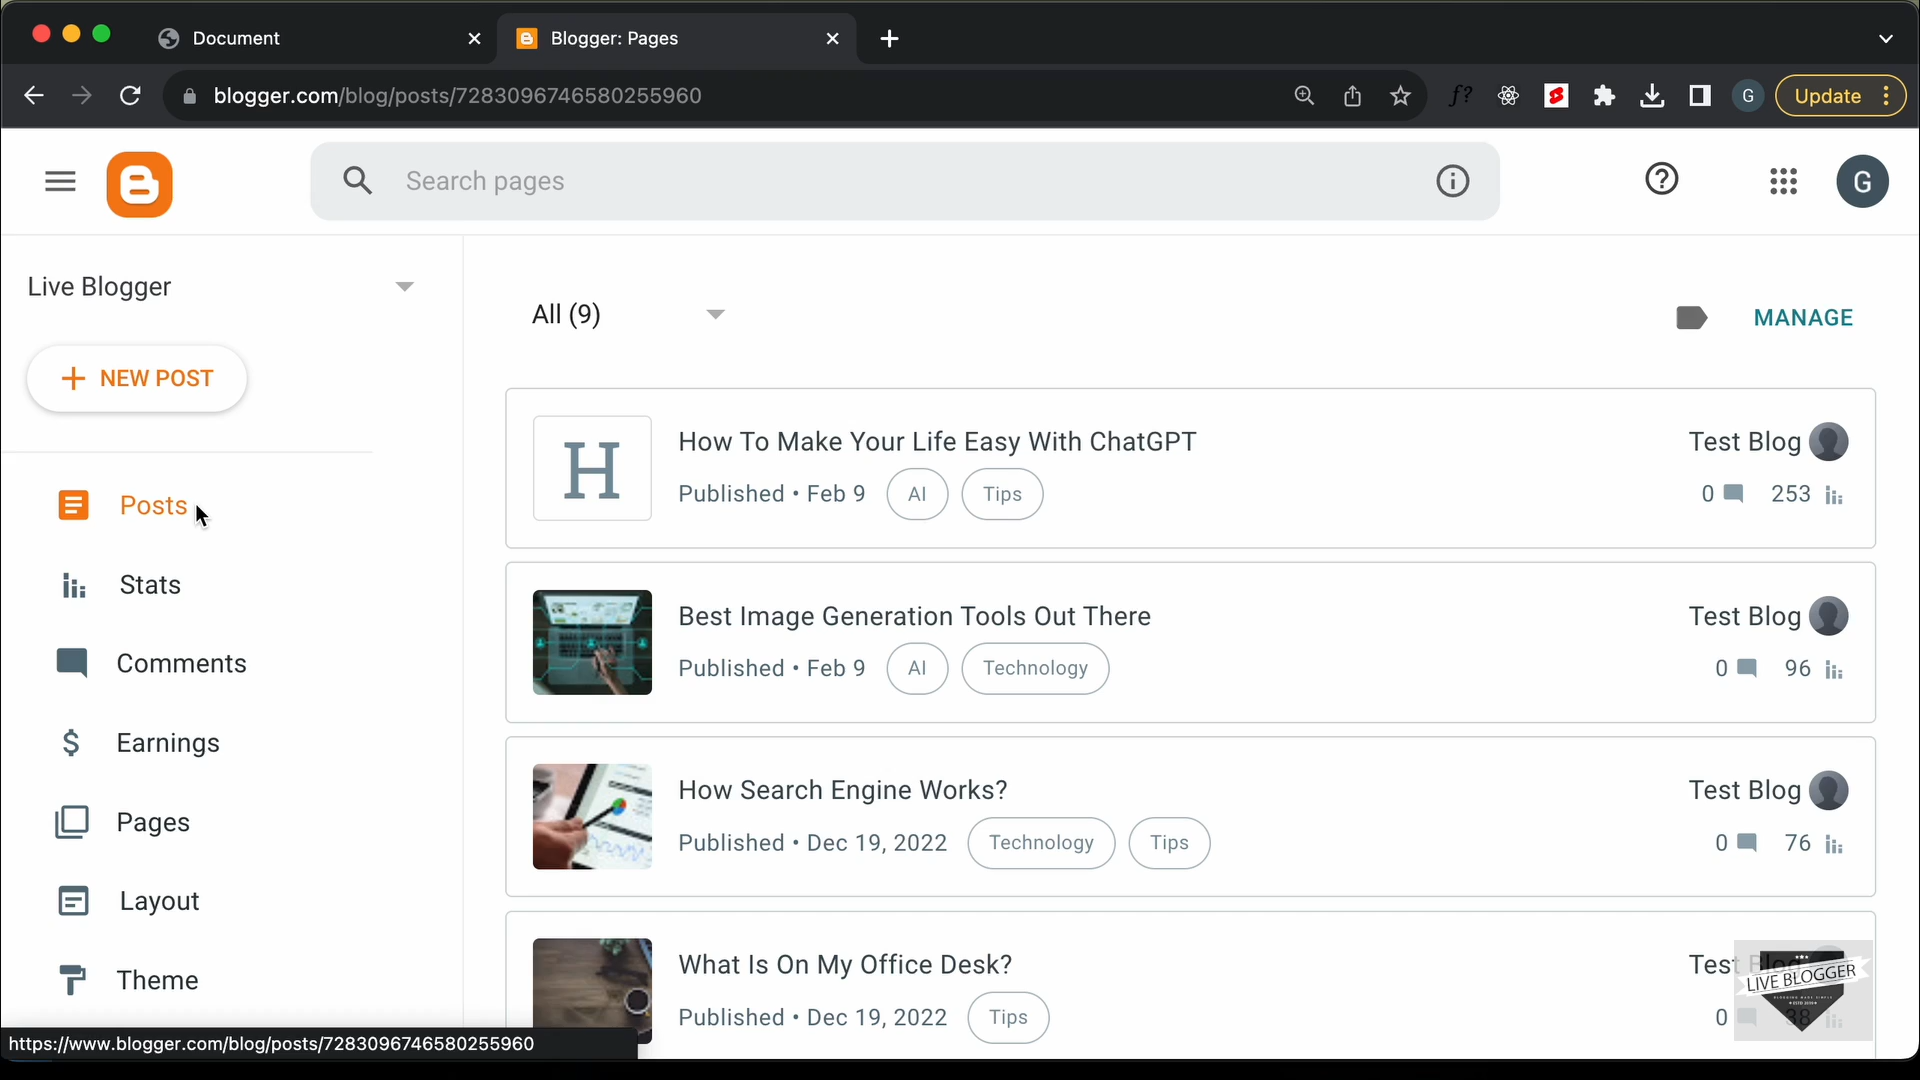 Document
Blogger: Pages
blogger.com/blog/posts/7283096746580255960
f?
G
Update
Search pages
G
Live Blogger
All (9)
MANAGE
NEW POST
H
How To Make Your Life Easy With ChatGPT
Test Blog
Published • Feb 9 AI Tips
0 253
Posts
Stats
Best Image Generation Tools Out There
Test Blog
Published • Feb 9 AI Technology
0 96
Comments
Earnings
How Search Engine Works?
Test Blog
Published • Dec 19, 2022 Technology Tips
0 76
Pages
Layout
What Is On My Office Desk?
Test Blog
Published • Dec 19, 2022 Tips
0 38
LIVE BLOGGER
Theme
https://www.blogger.com/blog/posts/7283096746580255960